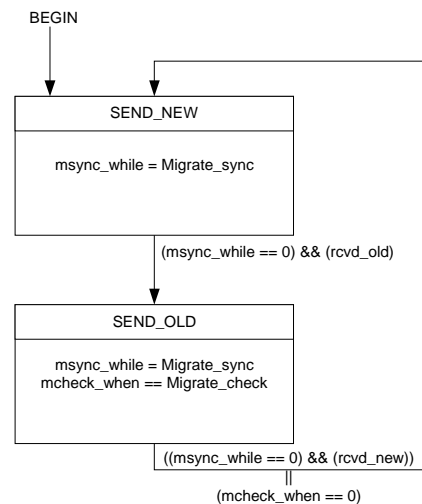 BEGIN
SEND_NEW
msync_while = Migrate_sync
(msync_while == 0) && (rcvd_old)
SEND_OLD
msync_while = Migrate_sync
mcheck_when == Migrate_check
((msync_while == 0) && (rcvd_new))
||
(mcheck_when == 0)